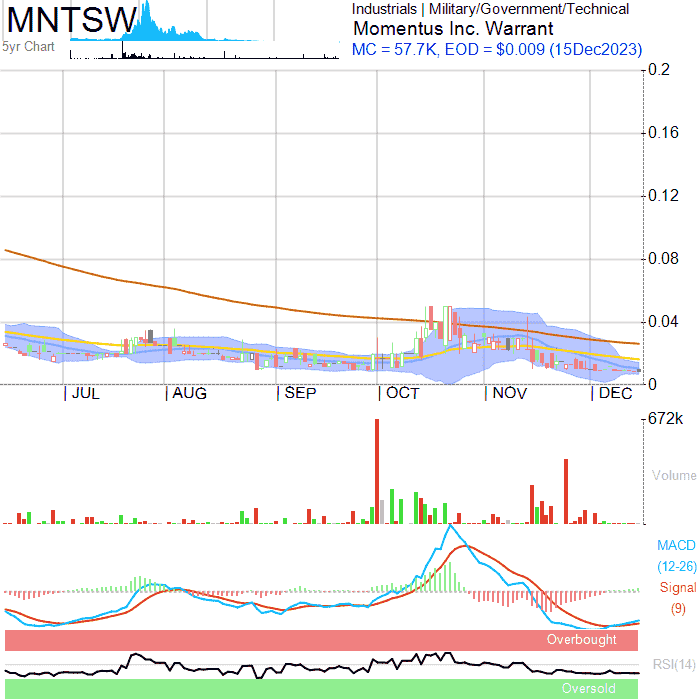 MNTSW
5yr Chart
Industrials | Military/Government/Technical
Momentus Inc. Warrant
MC = 57.7K, EOD = $0.009 (15Dec2023)
0.2
0.16
0.12
0.08
0.04
0
JUL AUG SEP OCT NOV DEC
672k
Volume
MACD
(12-26)
Signal
(9)
Overbought
RSI(14)
Oversold